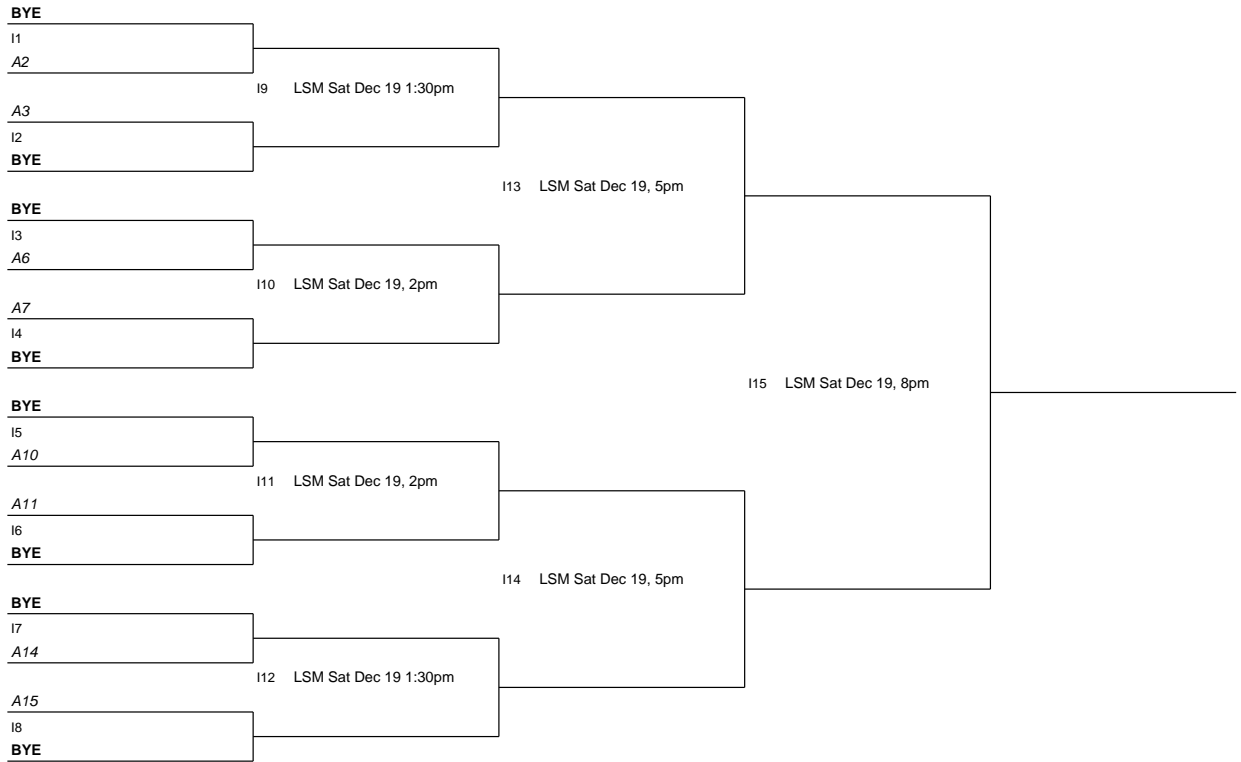 BYE
I1
A2
I9 LSM Sat Dec 19 1:30pm
A3
I2
BYE
I13 LSM Sat Dec 19, 5pm
BYE
I3
A6
I10 LSM Sat Dec 19, 2pm
A7
I4
BYE
I15 LSM Sat Dec 19, 8pm
BYE
I5
A10
I11 LSM Sat Dec 19, 2pm
A11
I6
BYE
I14 LSM Sat Dec 19, 5pm
BYE
I7
A14
I12 LSM Sat Dec 19 1:30pm
A15
I8
BYE